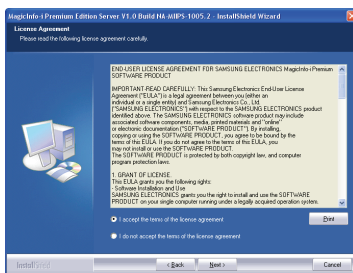 MagicInfo-i Premium Edition Server V1.0 Build NA-MIIPS-1005.2 - InstallShield Wizard
License Agreement
Please read the following license agreement carefully.
END-USER LICENSE AGREEMENT FOR SAMSUNG ELECTRONICS MagicInfo-i Premium
SOFTWARE PRODUCT
IMPORTANT-READ CAREFULLY: This Samsung Electronics End-User License
Agreement ("EULA") is a legal agreement between you (either an
individual or a single entity) and Samsung Electronics Co., Ltd.
("SAMSUNG ELECTRONICS") with respect to the SAMSUNG ELECTRONICS product
identified above. The SAMSUNG ELECTRONICS software product may include
associated software components, media, printed materials and "online"
or electronic documentation ("SOFTWARE PRODUCT"). By installing,
copying or using the SOFTWARE PRODUCT, you agree to be bound by the
terms of this EULA. If you do not agree to the terms of this EULA, you
may not install or use the SOFTWARE PRODUCT.
The SOFTWARE PRODUCT is protected by both copyright law, and computer
program protection laws.
1. GRANT OF LICENSE.
This EULA grants you the following rights:
- Software Installation and Use
SAMSUNG ELECTRONICS grants you the right to install and use the SOFTWARE
PRODUCT on your single computer running under a legally acquired operation system.
I accept the terms of the license agreement
Print
I do not accept the terms of the license agreement
InstallShield
< Back
Next >
Cancel